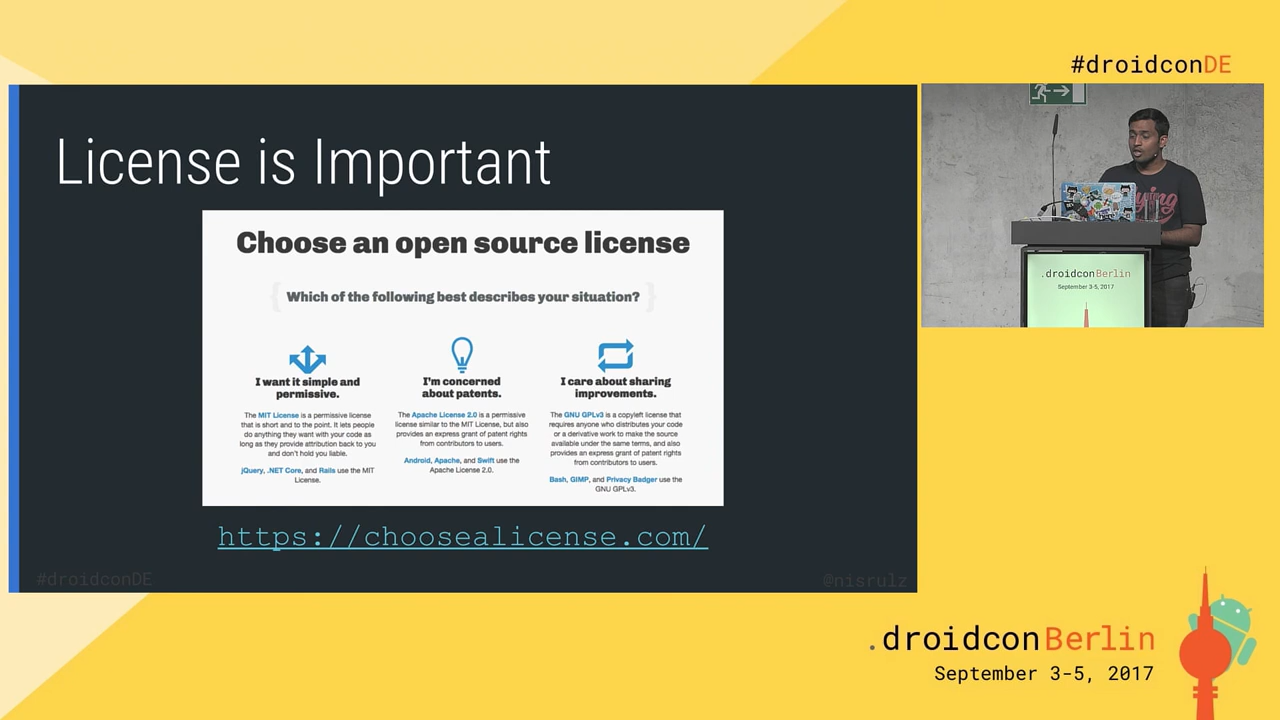 #droidconDE
License is Important
Choose an open source license
{ Which of the following best describes your situation? }
I want it simple and
permissive.
The MIT License is a permissive license
that is short and to the point. It lets people
do anything they want with your code as
long as they provide attribution back to you
and don't hold you liable.
jQuery, .NET Core, and Rails use the MIT
License.
I'm concerned
about patents.
The Apache License 2.0 is a permissive
license similar to the MIT License, but also
provides an express grant of patent rights
from contributors to users.
Android, Apache, and Swift use the
Apache License 2.0.
I care about sharing
improvements.
The GNU GPLv3 is a copyleft license that
requires anyone who distributes your code
or a derivative work to make the source
available under the same terms, and also
provides an express grant of patent rights
from contributors to users.
Bash, GIMP, and Privacy Badger use the
GNU GPLv3.
https://choosealicense.com/
#droidconDE
@nisrulz
.droidconBerlin
September 3-5, 2017
.droidconBerlin
September 3-5, 2017